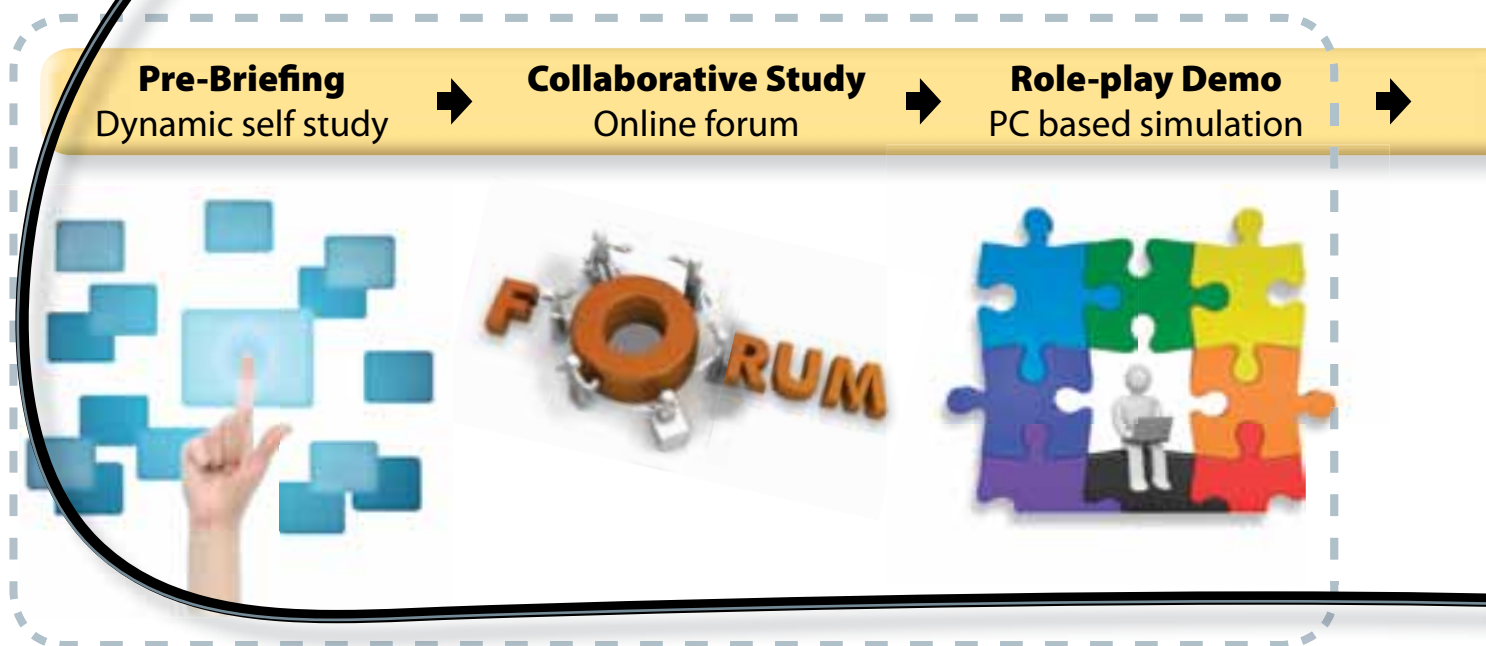 Pre-Briefing
Dynamic self study
Collaborative Study
Online forum
Role-play Demo
PC based simulation
FORUM